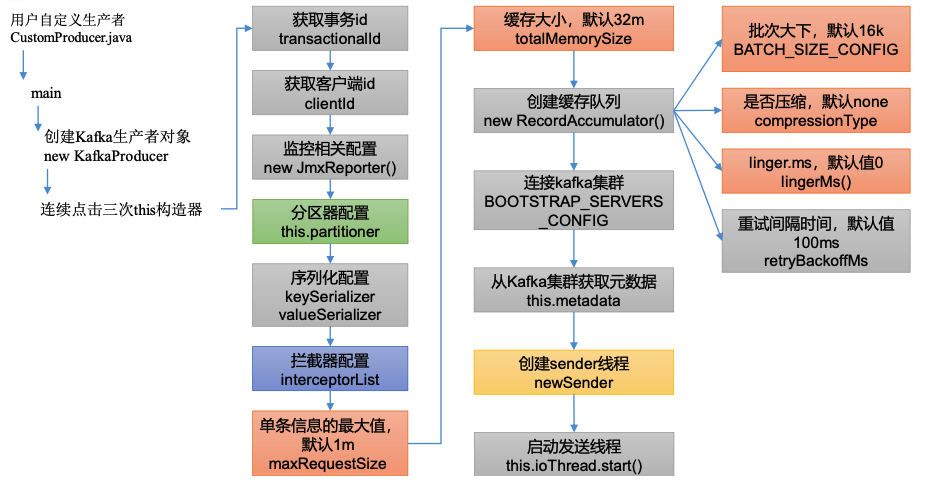 用户自定义生产者
CustomProducer.java
main
创建Kafka生产者对象
new KafkaProducer
连续点击三次this构造器
获取事务id
transactionalId
获取客户端id
clientId
监控相关配置
new JmxReporter()
分区器配置
this.partitioner
序列化配置
keySerializer
valueSerializer
拦截器配置
interceptorList
单条信息的最大值，
默认1m
maxRequestSize
缓存大小，默认32m
totalMemorySize
创建缓存队列
new RecordAccumulator()
连接kafka集群
BOOTSTRAP_SERVERS
_CONFIG
从Kafka集群获取元数据
this.metadata
创建sender线程
newSender
启动发送线程
this.ioThread.start()
批次大下，默认16k
BATCH_SIZE_CONFIG
是否压缩，默认none
compressionType
linger.ms，默认值0
lingerMs()
重试间隔时间，默认值
100ms
retryBackoffMs